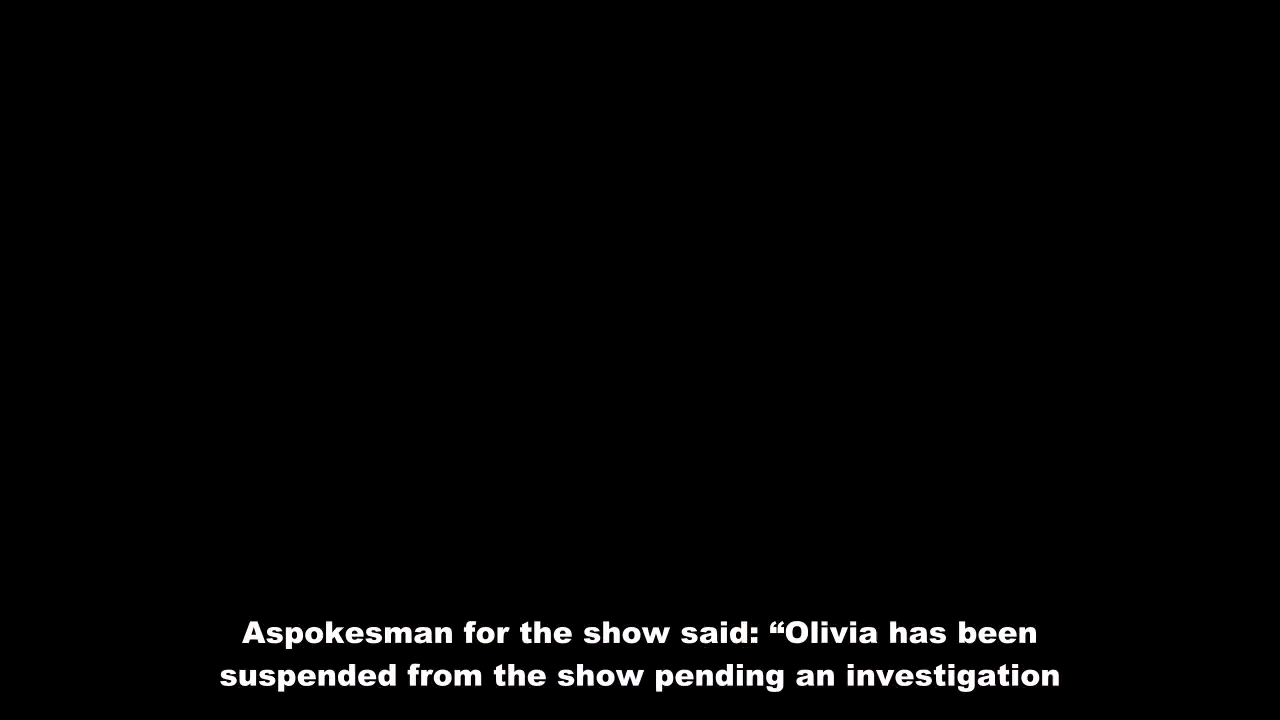 Aspokesman for the show said: “Olivia has been
suspended from the show pending an investigation